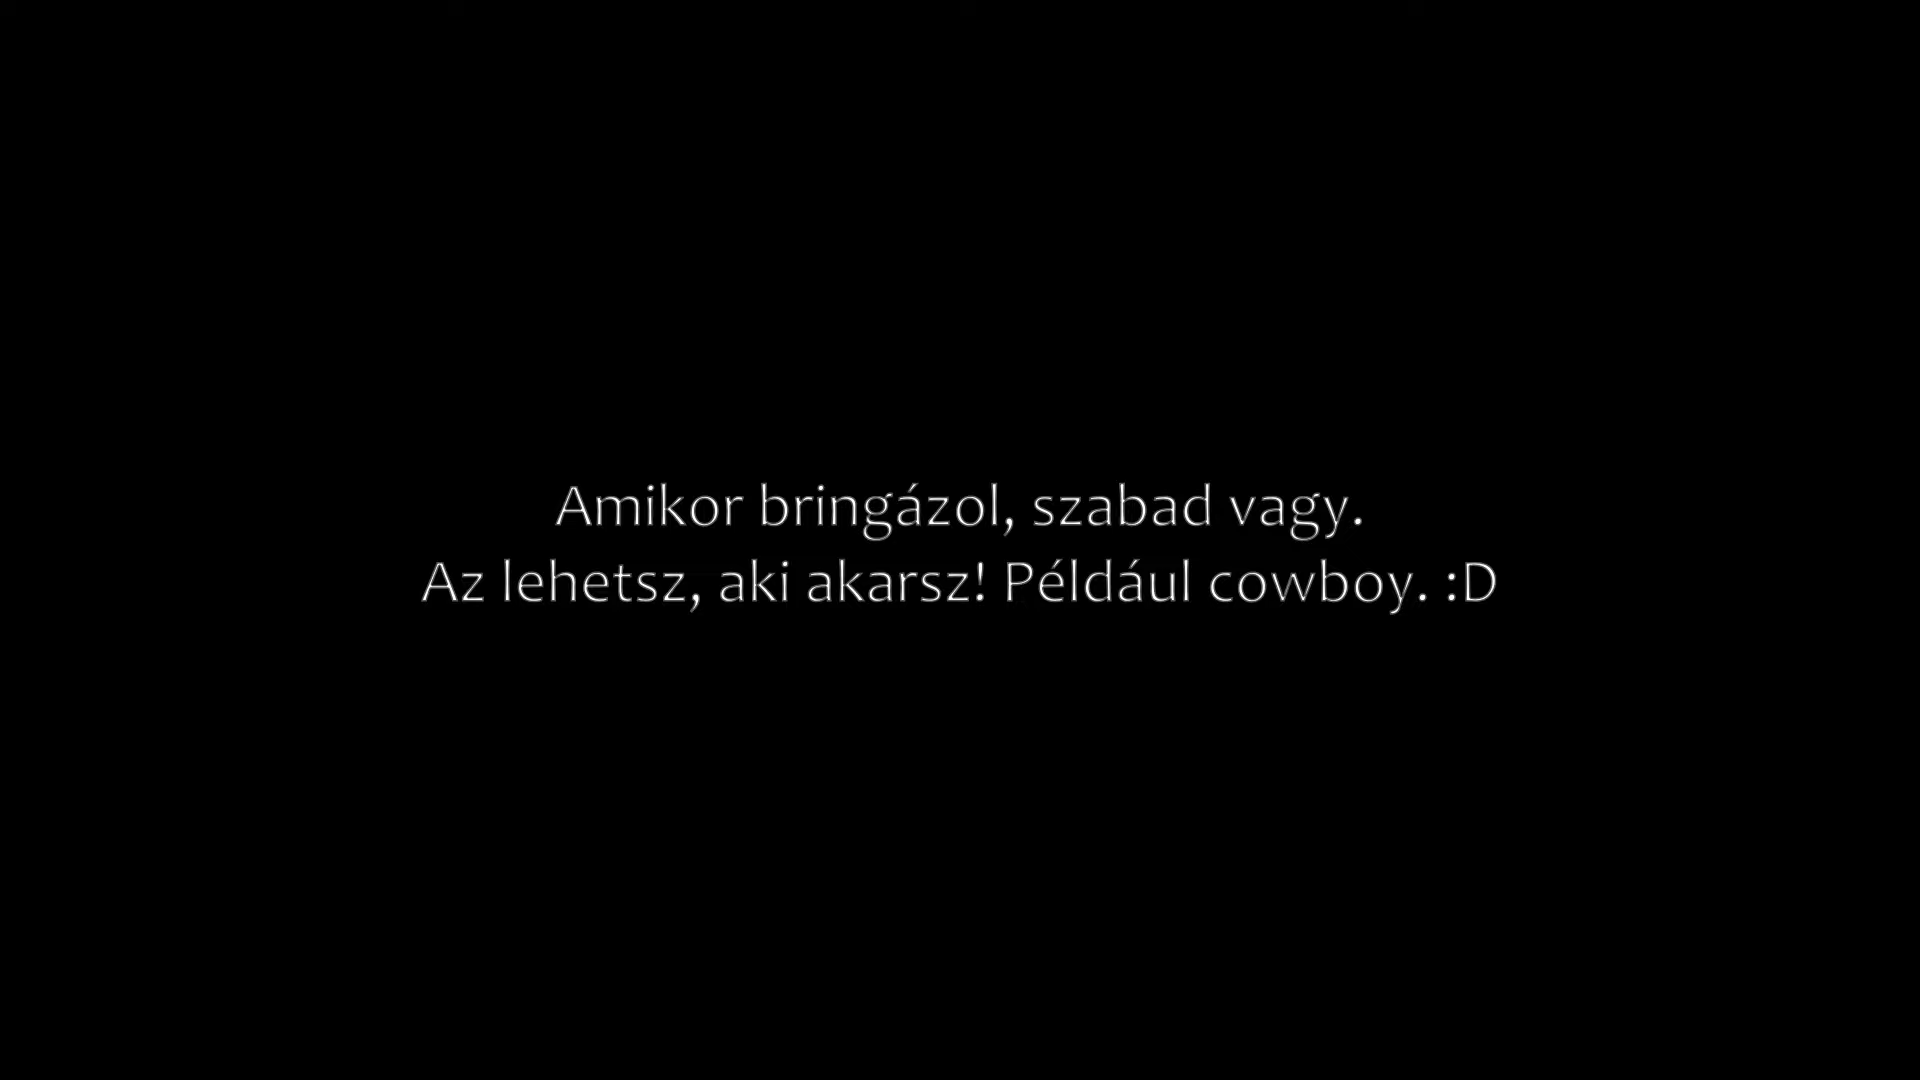 Amikor bringázol, szabad vagy.
Az lehetsz, aki akarsz! Például cowboy. :D